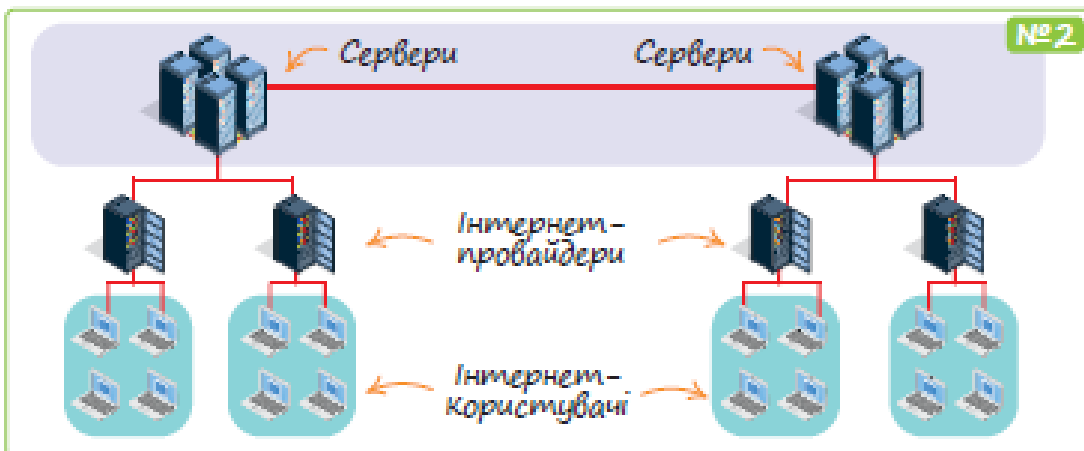 №2
Сервери
Сервери
Інтернет-
провайдери
Інтернет-
користувачі